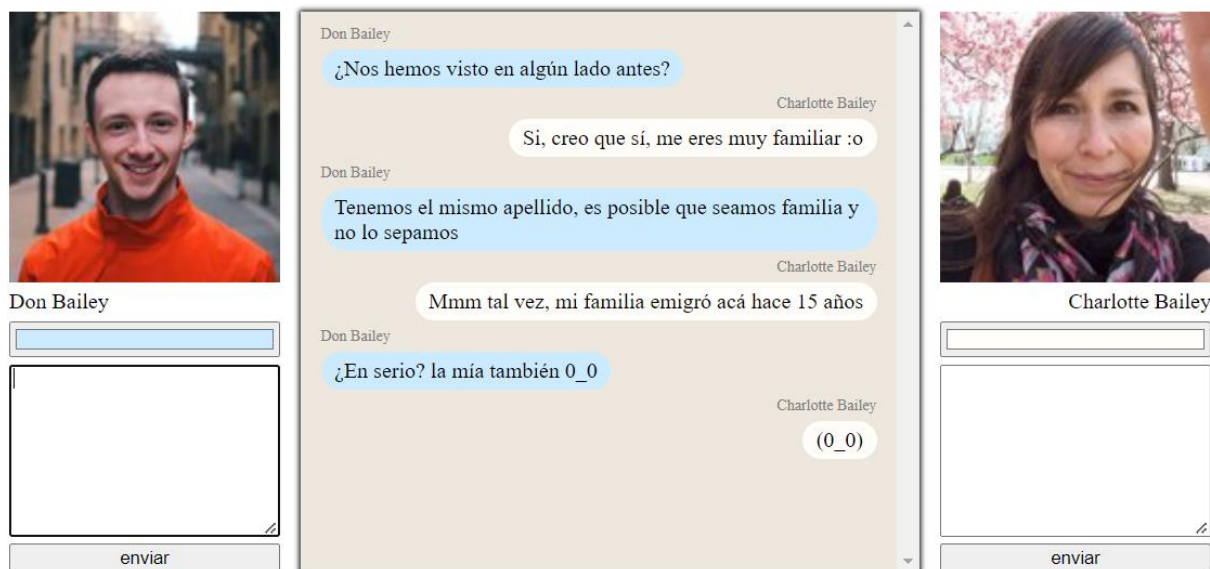 Don Bailey
¿Nos hemos visto en algún lado antes?
Charlotte Bailey
Si, creo que sí, me eres muy familiar :o
Don Bailey
Tenemos el mismo apellido, es posible que seamos familia y
no lo sepamos
Charlotte Bailey
Mmm tal vez, mi familia emigró acá hace 15 años
Don Bailey
¿En serio? la mía también 0_0
Charlotte Bailey
(0_0)
Don Bailey
enviar
Charlotte Bailey
enviar